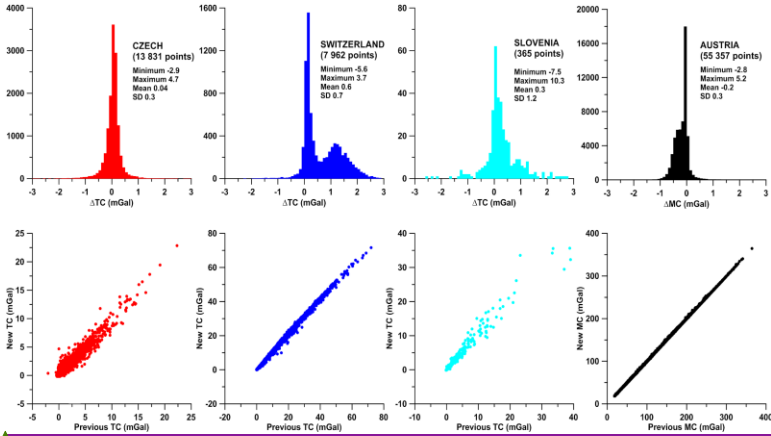 4000
3000
2000
1000
0
-3 -2 -1 0 1 2 3
ΔTC (mGal)
CZECH
(13 831 points)
Minimum -2.9
Maximum 4.7
Mean 0.04
SD 0.3
1600
1200
800
400
0
-3 -2 -1 0 1 2 3
ΔTC (mGal)
SWITZERLAND
(7 962 points)
Minimum -5.6
Maximum 3.7
Mean 0.6
SD 0.7
80
60
40
20
0
-3 -2 -1 0 1 2 3
ΔTC (mGal)
SLOVENIA
(365 points)
Minimum -7.5
Maximum 10.3
Mean 0.3
SD 1.2
20000
16000
12000
8000
4000
0
-3 -2 -1 0 1 2 3
ΔMC (mGal)
AUSTRIA
(55 357 points)
Minimum -2.8
Maximum 5.2
Mean -0.2
SD 0.3
25
20
15
10
5
0
-5
New TC (mGal)
-5 0 5 10 15 20 25
Previous TC (mGal)
80
60
40
20
0
-20
New TC (mGal)
-20 0 20 40 60 80
Previous TC (mGal)
40
30
20
10
0
-10
New TC (mGal)
-10 0 10 20 30 40
Previous TC (mGal)
400
300
200
100
0
New MC (mGal)
0 100 200 300 400
Previous MC (mGal)